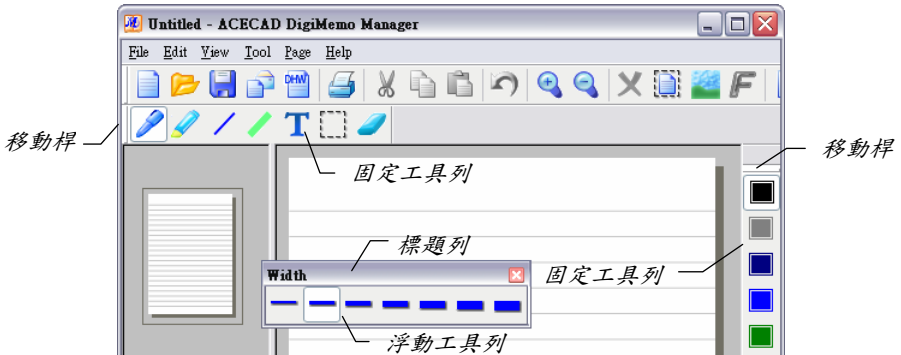 Untitled - ACECAD DigiMemo Manager
File Edit View Tool Page Help
DHW
F
T
移動桿
移動桿
固定工具列
標題列
Width
固定工具列
浮動工具列